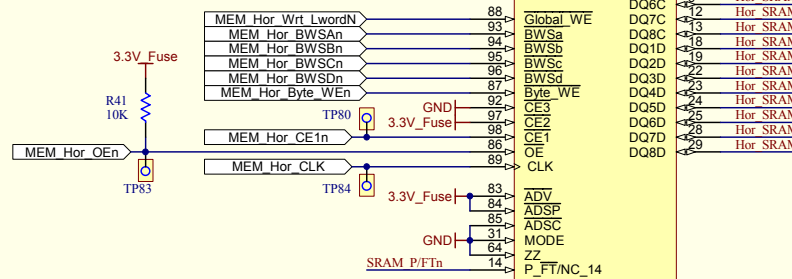 DQ6C
MEM_Hor_Wrt_LwordN 88 Global_WE DQ7C 12 Hor_SRAM
MEM_Hor_BWSAn 93 BWSa DQ8C 13 Hor_SRAM
MEM_Hor_BWSBn 94 BWSb DQ1D 18 Hor_SRAM
3.3V_Fuse MEM_Hor_BWSCn 95 BWSc DQ2D 19 Hor_SRAM
MEM_Hor_BWSDn 96 BWSd DQ3D 22 Hor_SRAM
MEM_Hor_Byte_WEn 87 Byte_WE DQ4D 23 Hor_SRAM
R41 GND 92 CE3 DQ5D 24 Hor_SRAM
10K TP80 3.3V_Fuse 97 CE2 DQ6D 25 Hor_SRAM
MEM_Hor_CE1n 98 CE1 DQ7D 28 Hor_SRAM
MEM_Hor_OEn 86 OE DQ8D 29 Hor_SRAM
MEM_Hor_CLK 89 CLK
TP83 TP84 3.3V_Fuse 83 ADV
84 ADSP
85 ADSC
GND 31 MODE
64 ZZ
SRAM_P/FTn 14 P_FT/NC_14